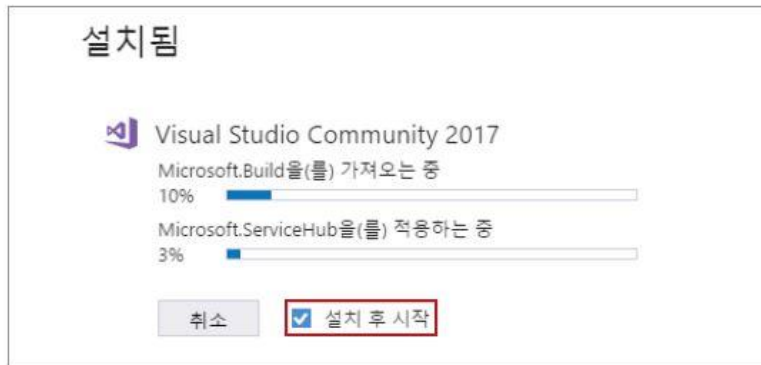 설치됨
Visual Studio Community 2017
Microsoft.Build을(를) 가져오는 중
10%
Microsoft.ServiceHub을(를) 적용하는 중
3%
취소 설치 후 시작